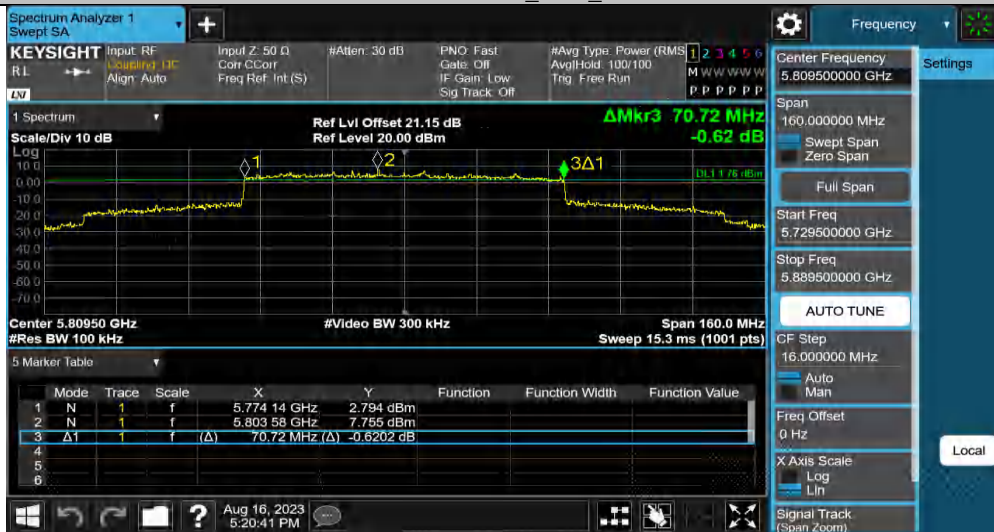 Spectrum Analyzer 1
Swept SA
+
Frequency
KEYSIGHT
RL
LXI
Input: RF
Coupling: DC
Align: Auto
Input Z: 50 Ω
Corr CCorr
Freq Ref: Int (S)
#Atten: 30 dB
PNO: Fast
Gate: Off
IF Gain: Low
Sig Track: Off
#Avg Type: Power (RMS
Avg|Hold: 100/100
Trig: Free Run
1 2 3 4 5 6
M W W W W W
P P P P P P
1 Spectrum
Scale/Div 10 dB
Ref Lvl Offset 21.15 dB
Ref Level 20.00 dBm
ΔMkr3 70.72 MHz
-0.62 dB
Log
10.0
0.00
-10.0
-20.0
-30.0
-40.0
-50.0
-60.0
-70.0
1
2
3Δ1
DL1 1.76 dBm
Center 5.80950 GHz
#Res BW 100 kHz
#Video BW 300 kHz
Span 160.0 MHz
Sweep 15.3 ms (1001 pts)
5 Marker Table
Mode Trace Scale X Y Function Function Width Function Value
1 N 1 f 5.774 14 GHz 2.794 dBm
2 N 1 f 5.803 58 GHz 7.755 dBm
3 Δ1 1 f (Δ) 70.72 MHz (Δ) -0.6202 dB
4
5
6
Aug 16, 2023
5:20:41 PM
Center Frequency
5.809500000 GHz
Span
160.000000 MHz
Swept Span
Zero Span
Full Span
Start Freq
5.729500000 GHz
Stop Freq
5.889500000 GHz
AUTO TUNE
CF Step
16.000000 MHz
Auto
Man
Freq Offset
0 Hz
X Axis Scale
Log
Lin
Signal Track
(Span Zoom)
Settings
Local